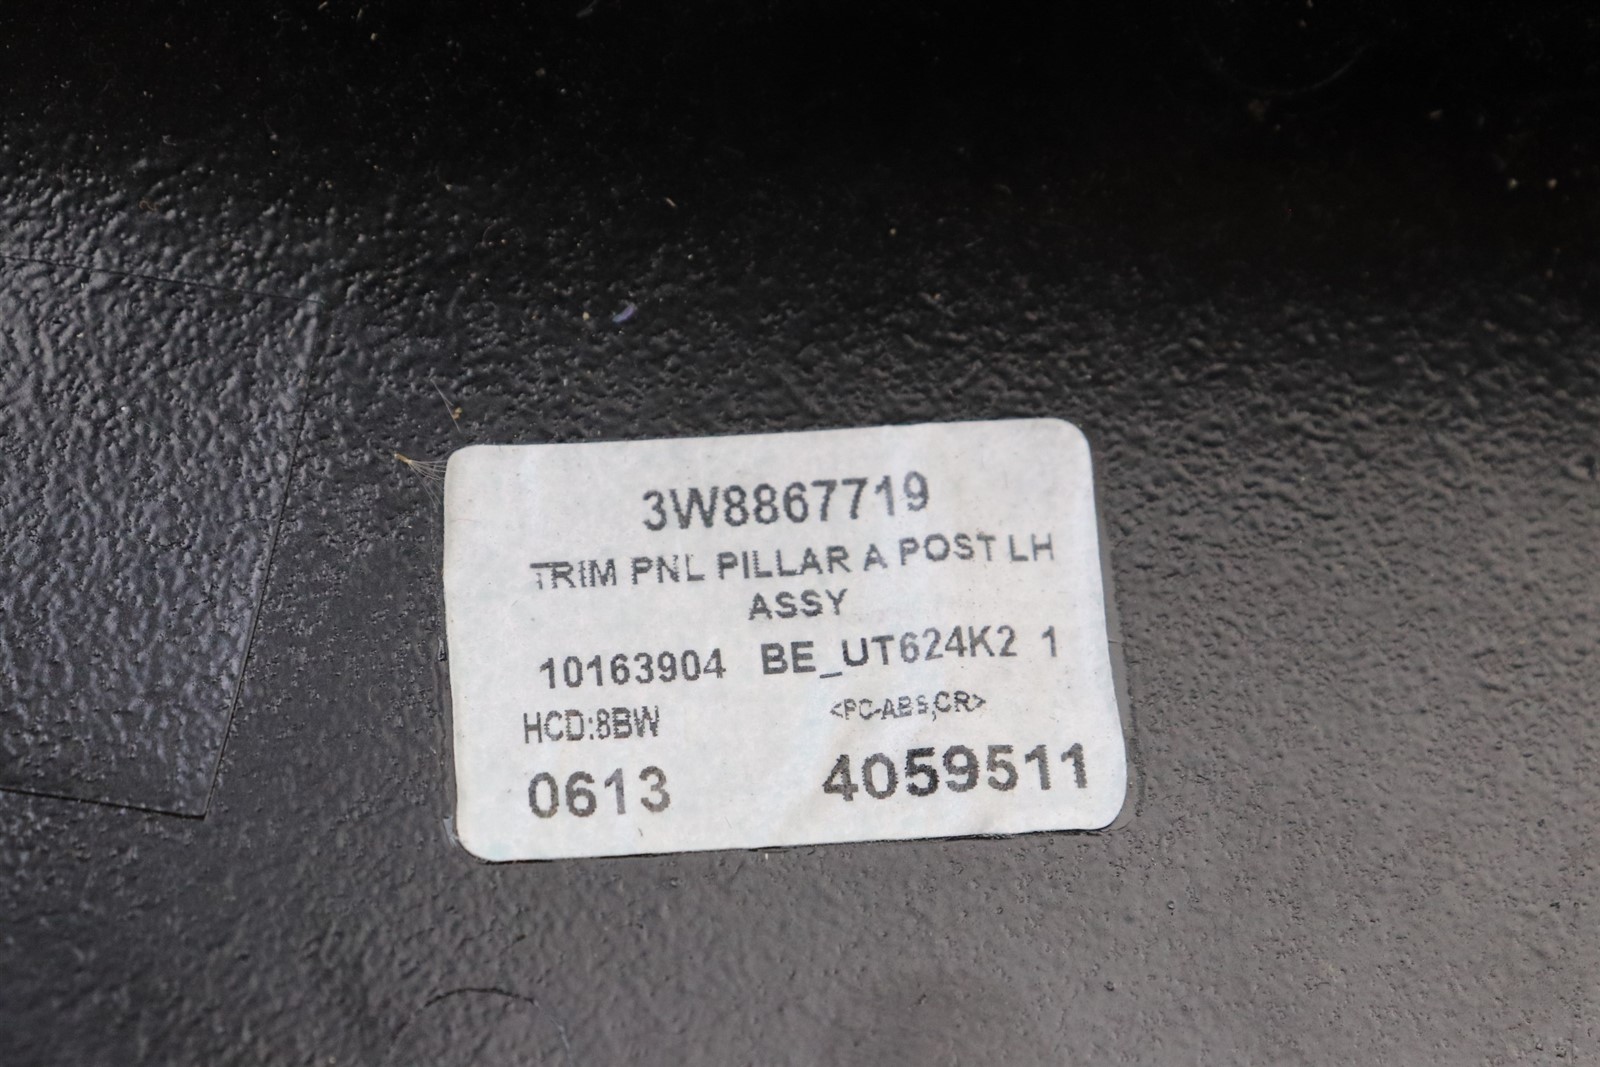 3W8867719
TRIM PNL PILLAR A POST LH
ASSY
10163904 BE_UT624K2 1
HCD:8BW <PC-ABS,CR>
0613 4059511